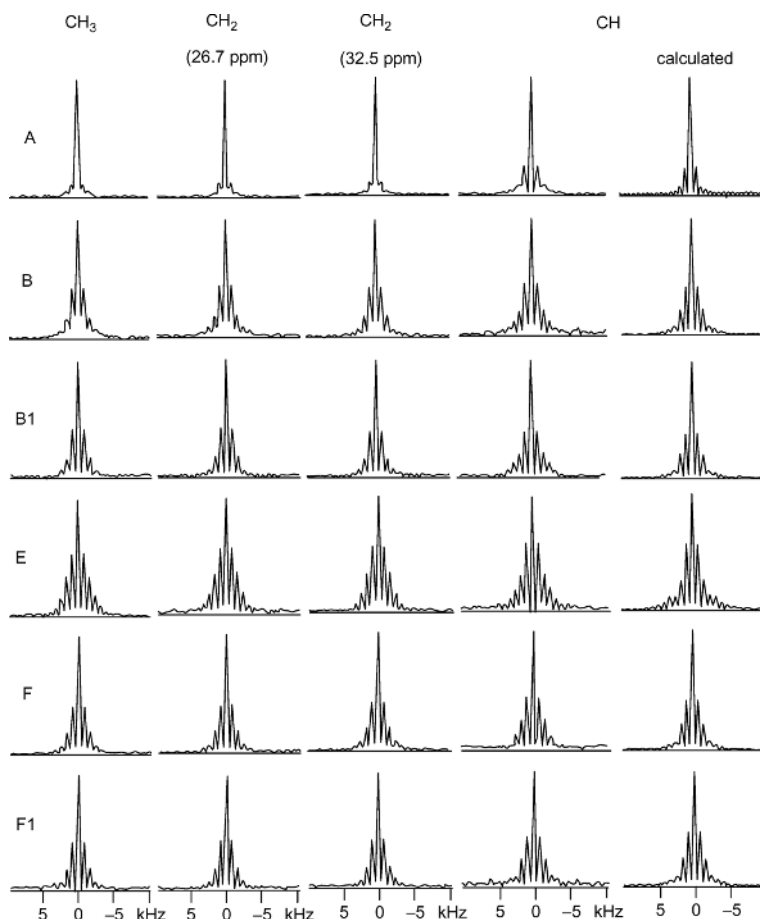 CH3 CH2 CH2 CH
(26.7 ppm) (32.5 ppm) calculated
A
B
B1
E
F
F1
5 0 –5 kHz 5 0 –5 kHz 5 0 –5 kHz 5 0 –5 kHz 5 0 –5